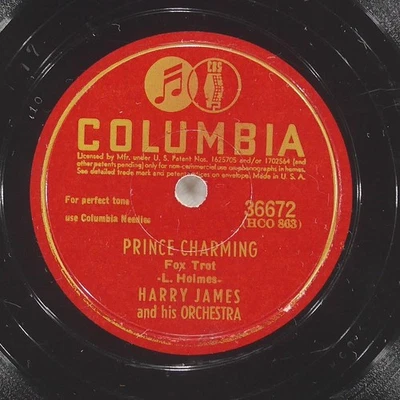 CBS
COLUMBIA
Licensed by Mfr. under U. S. Patent Nos. 1625705 and/or 1702564 (and
other patents pending) only for non-commercial use on phonographs in homes.
See detailed trade mark and patent notices on envelope. Made in U. S. A.
For perfect tone
use Columbia Needles
36672
(HCO 863)
PRINCE CHARMING
Fox Trot
-L. Holmes-
HARRY JAMES
and his ORCHESTRA